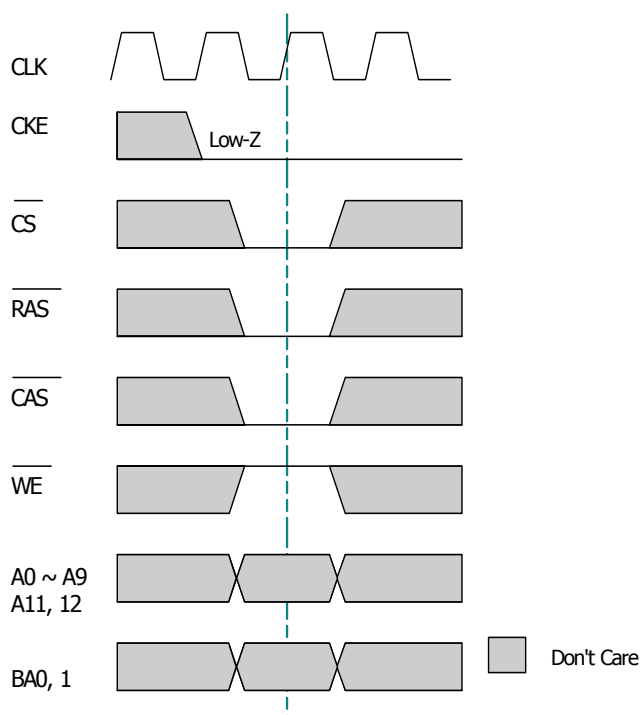 CLK
CKE
Low-Z
CS
RAS
CAS
WE
A0 ~ A9
A11, 12
BA0, 1
Don't Care